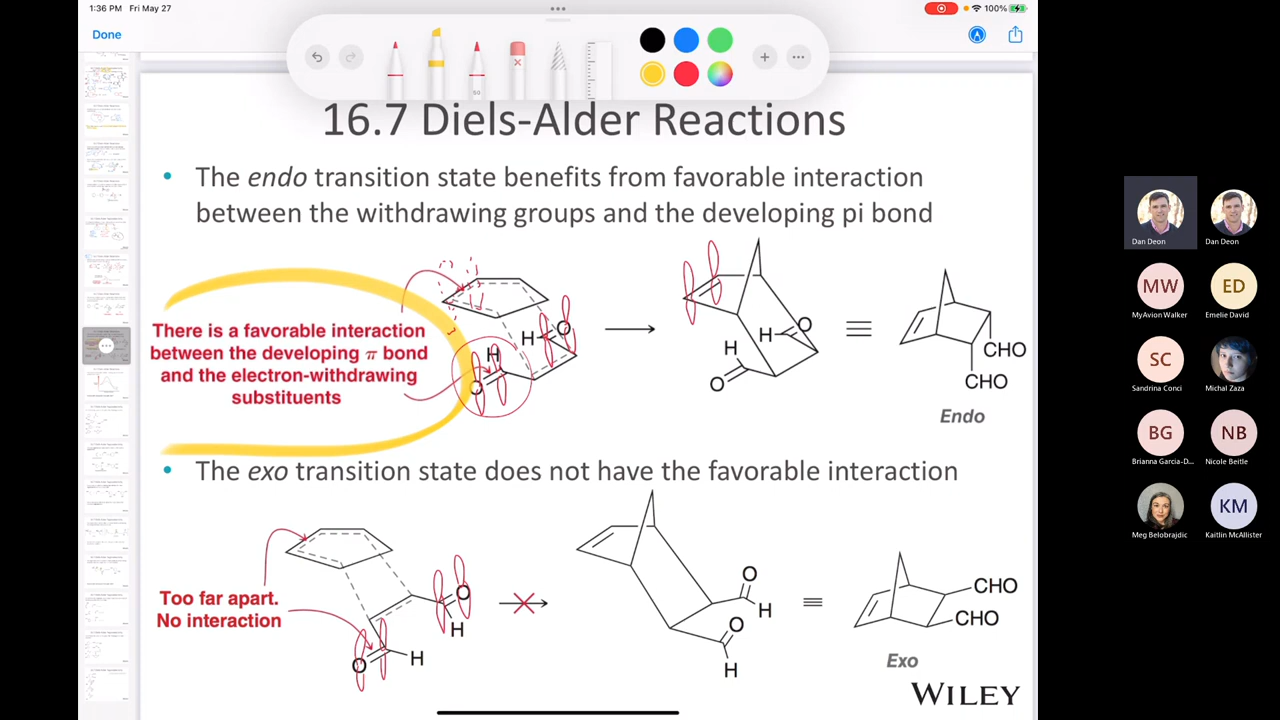 1:36 PM Fri May 27
100%
Done
16.7 Diels-Alder Reactions
• The endo transition state benefits from favorable interaction
between the withdrawing groups and the developing pi bond
There is a favorable interaction
between the developing π bond
and the electron-withdrawing
substituents
H
H
O
O
H
H
O
O
CHO
CHO
Endo
• The exo transition state does not have the favorable interaction
Too far apart.
No interaction
O
H
O
H
O
H
O
H
CHO
CHO
Exo
WILEY
Dan Deon
Dan Deon
MW
ED
MyAvion Walker
Emelie David
SC
Sandrina Conci
Michal Zaza
BG
NB
Brianna Garcia-D...
Nicole Beitle
KM
Meg Belobrajdic
Kaitlin McAllister